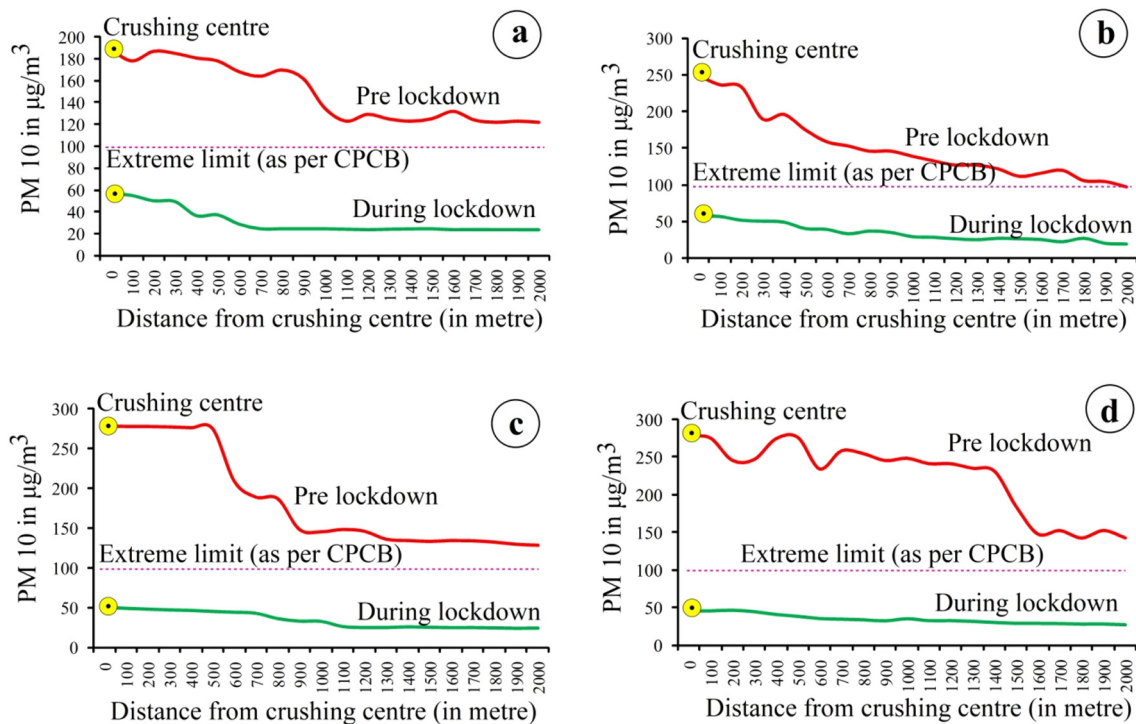 a
Crushing centre
PM 10 in µg/m³
200
180
160
140
120
100
80
60
40
20
0
Pre lockdown
Extreme limit (as per CPCB)
During lockdown
0 100 200 300 400 500 600 700 800 900 1000 1100 1200 1300 1400 1500 1600 1700 1800 1900 2000
Distance from crushing centre (in metre)
b
Crushing centre
PM 10 in µg/m³
300
250
200
150
100
50
0
Pre lockdown
Extreme limit (as per CPCB)
During lockdown
0 100 200 300 400 500 600 700 800 900 1000 1100 1200 1300 1400 1500 1600 1700 1800 1900 2000
Distance from crushing centre (in metre)
c
Crushing centre
PM 10 in µg/m³
300
250
200
150
100
50
0
Pre lockdown
Extreme limit (as per CPCB)
During lockdown
0 100 200 300 400 500 600 700 800 900 1000 1100 1200 1300 1400 1500 1600 1700 1800 1900 2000
Distance from crushing centre (in metre)
d
Crushing centre
PM 10 in µg/m³
300
250
200
150
100
50
0
Pre lockdown
Extreme limit (as per CPCB)
During lockdown
0 100 200 300 400 500 600 700 800 900 1000 1100 1200 1300 1400 1500 1600 1700 1800 1900 2000
Distance from crushing centre (in metre)